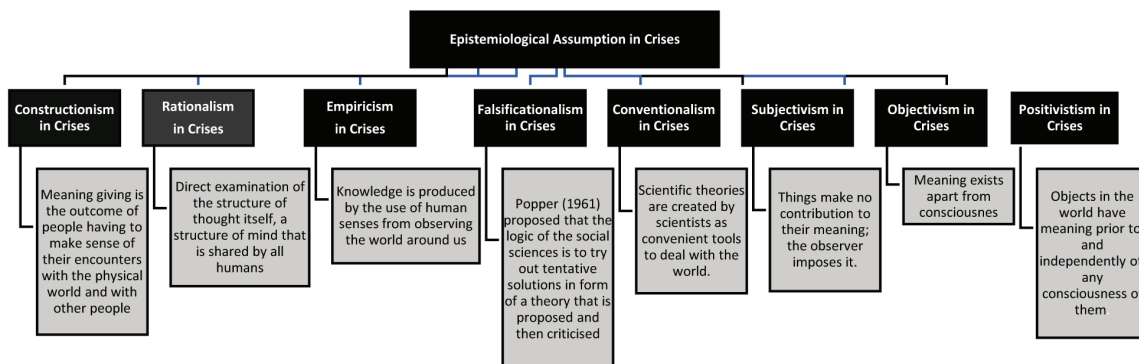 Epistemiological Assumption in Crises
Constructionism
in Crises
Rationalism
in Crises
Empiricism
in Crises
Falsificationalism
in Crises
Conventionalism
in Crises
Subjectivism in
Crises
Objectivism in
Crises
Positivistism in
Crises
Meaning giving is
the outcome of
people having to
make sense of
their encounters
with the physical
world and with
other people
Direct examination of
the structure of
thought itself, a
structure of mind that
is shared by all
humans
Knowledge is produced
by the use of human
senses from observing
the world around us
Popper (1961)
proposed that the
logic of the social
sciences is to try
out tentative
solutions in form
of a theory that is
proposed and
then criticised
Scientific theories
are created by
scientists as
convenient tools
to deal with the
world.
Things make no
contribution to
their meaning;
the observer
imposes it.
Meaning exists
apart from
consciousnes
Objects in the
world have
meaning prior to
and
independently of
any
consciousness of
them.